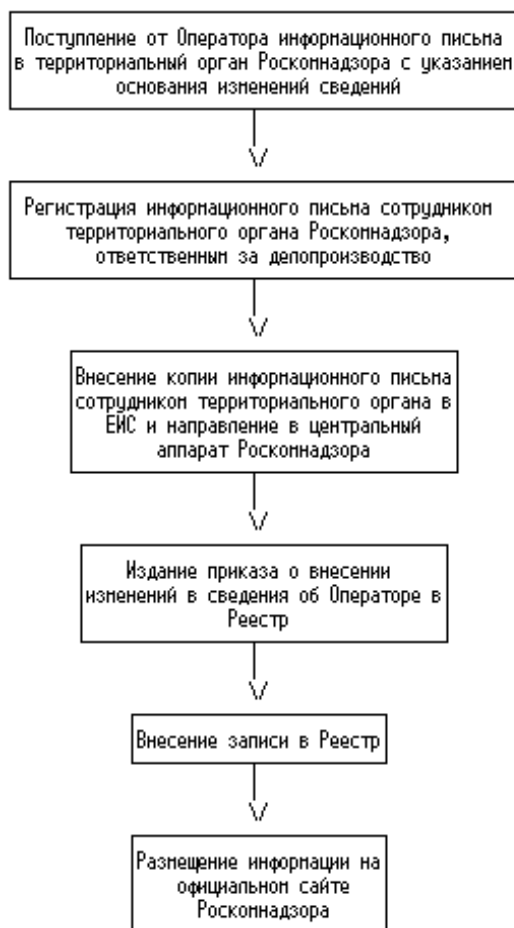 Поступление от Оператора информационного письма
в территориальный орган Роскомнадзора с указанием
основания изменений сведений
Регистрация информационного письма сотрудником
территориального органа Роскомнадзора,
ответственным за делопроизводство
Внесение копии информационного письма
сотрудником территориального органа в
ЕИС и направление в центральный
аппарат Роскомнадзора
Издание приказа о внесении
изменений в сведения об Операторе в
Реестр
Внесение записи в Реестр
Размещение информации на
официальном сайте
Роскомнадзора